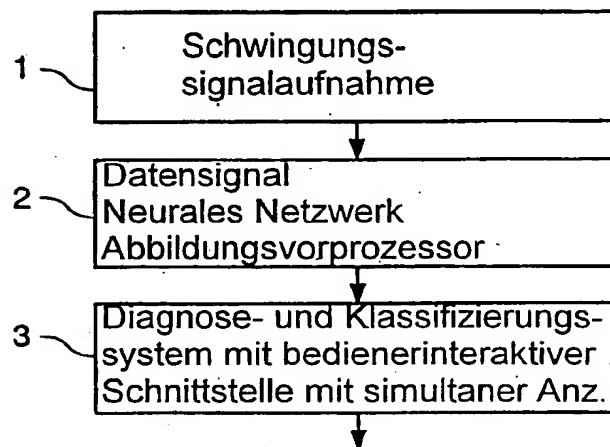 1
Schwingungs-
signalaufnahme
2
Datensignal
Neurales Netzwerk
Abbildungsvorprozessor
3
Diagnose- und Klassifizierungs-
system mit bedienerinteraktiver
Schnittstelle mit simultaner Anz.